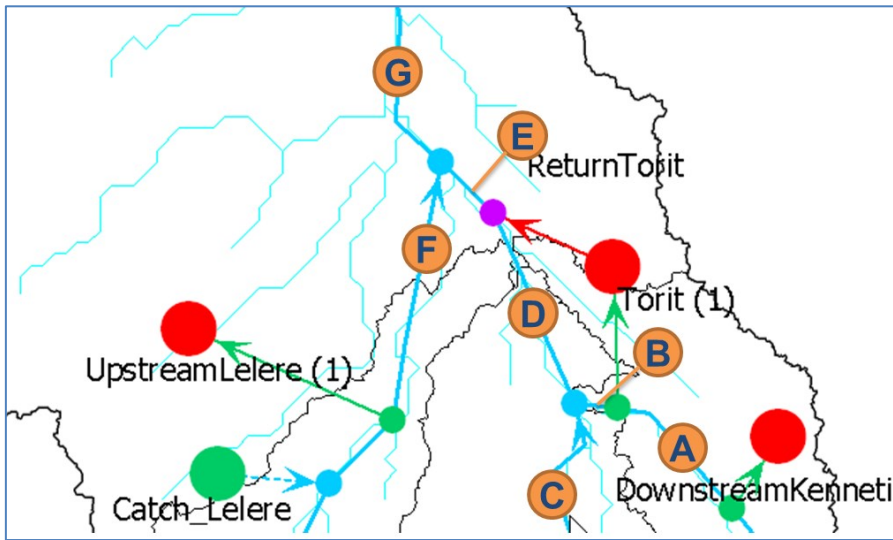 G
E
ReturnTorit
F
Torit (1)
D
B
UpstreamLelere (1)
A
C
Catch_Lelere
DownstreamKenneti